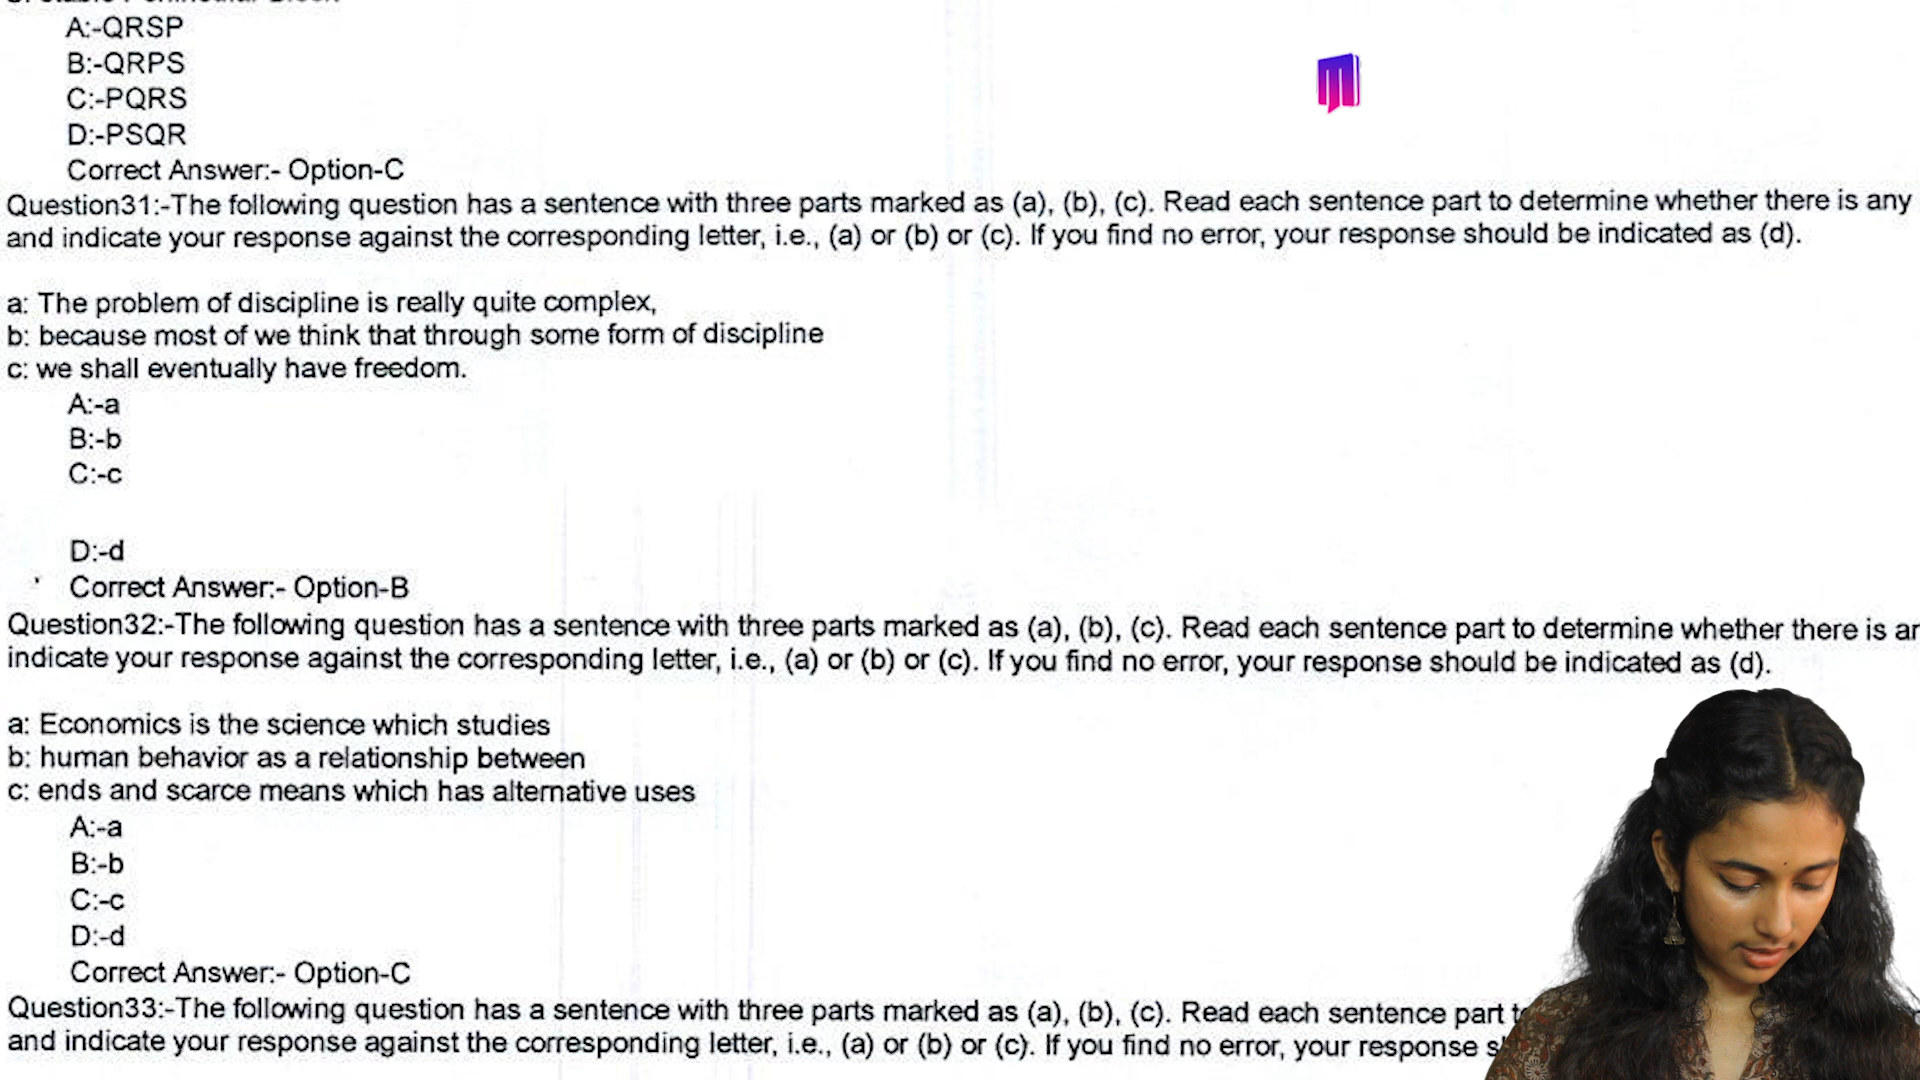 A:-QRSP
B:-QRPS
C:-PQRS
D:-PSQR
Correct Answer:- Option-C
Question31:-The following question has a sentence with three parts marked as (a), (b), (c). Read each sentence part to determine whether there is any
and indicate your response against the corresponding letter, i.e., (a) or (b) or (c). If you find no error, your response should be indicated as (d).
a: The problem of discipline is really quite complex,
b: because most of we think that through some form of discipline
c: we shall eventually have freedom.
A:-a
B:-b
C:-c
D:-d
Correct Answer:- Option-B
Question32:-The following question has a sentence with three parts marked as (a), (b), (c). Read each sentence part to determine whether there is
indicate your response against the corresponding letter, i.e., (a) or (b) or (c). If you find no error, your response should be indicated as (d).
a: Economics is the science which studies
b: human behavior as a relationship between
c: ends and scarce means which has alternative uses
A:-a
B:-b
C:-c
D:-d
Correct Answer:- Option-C
Question33:-The following question has a sentence with three parts marked as (a), (b), (c). Read each sentence part
and indicate your response against the corresponding letter, i.e., (a) or (b) or (c). If you find no error, your response